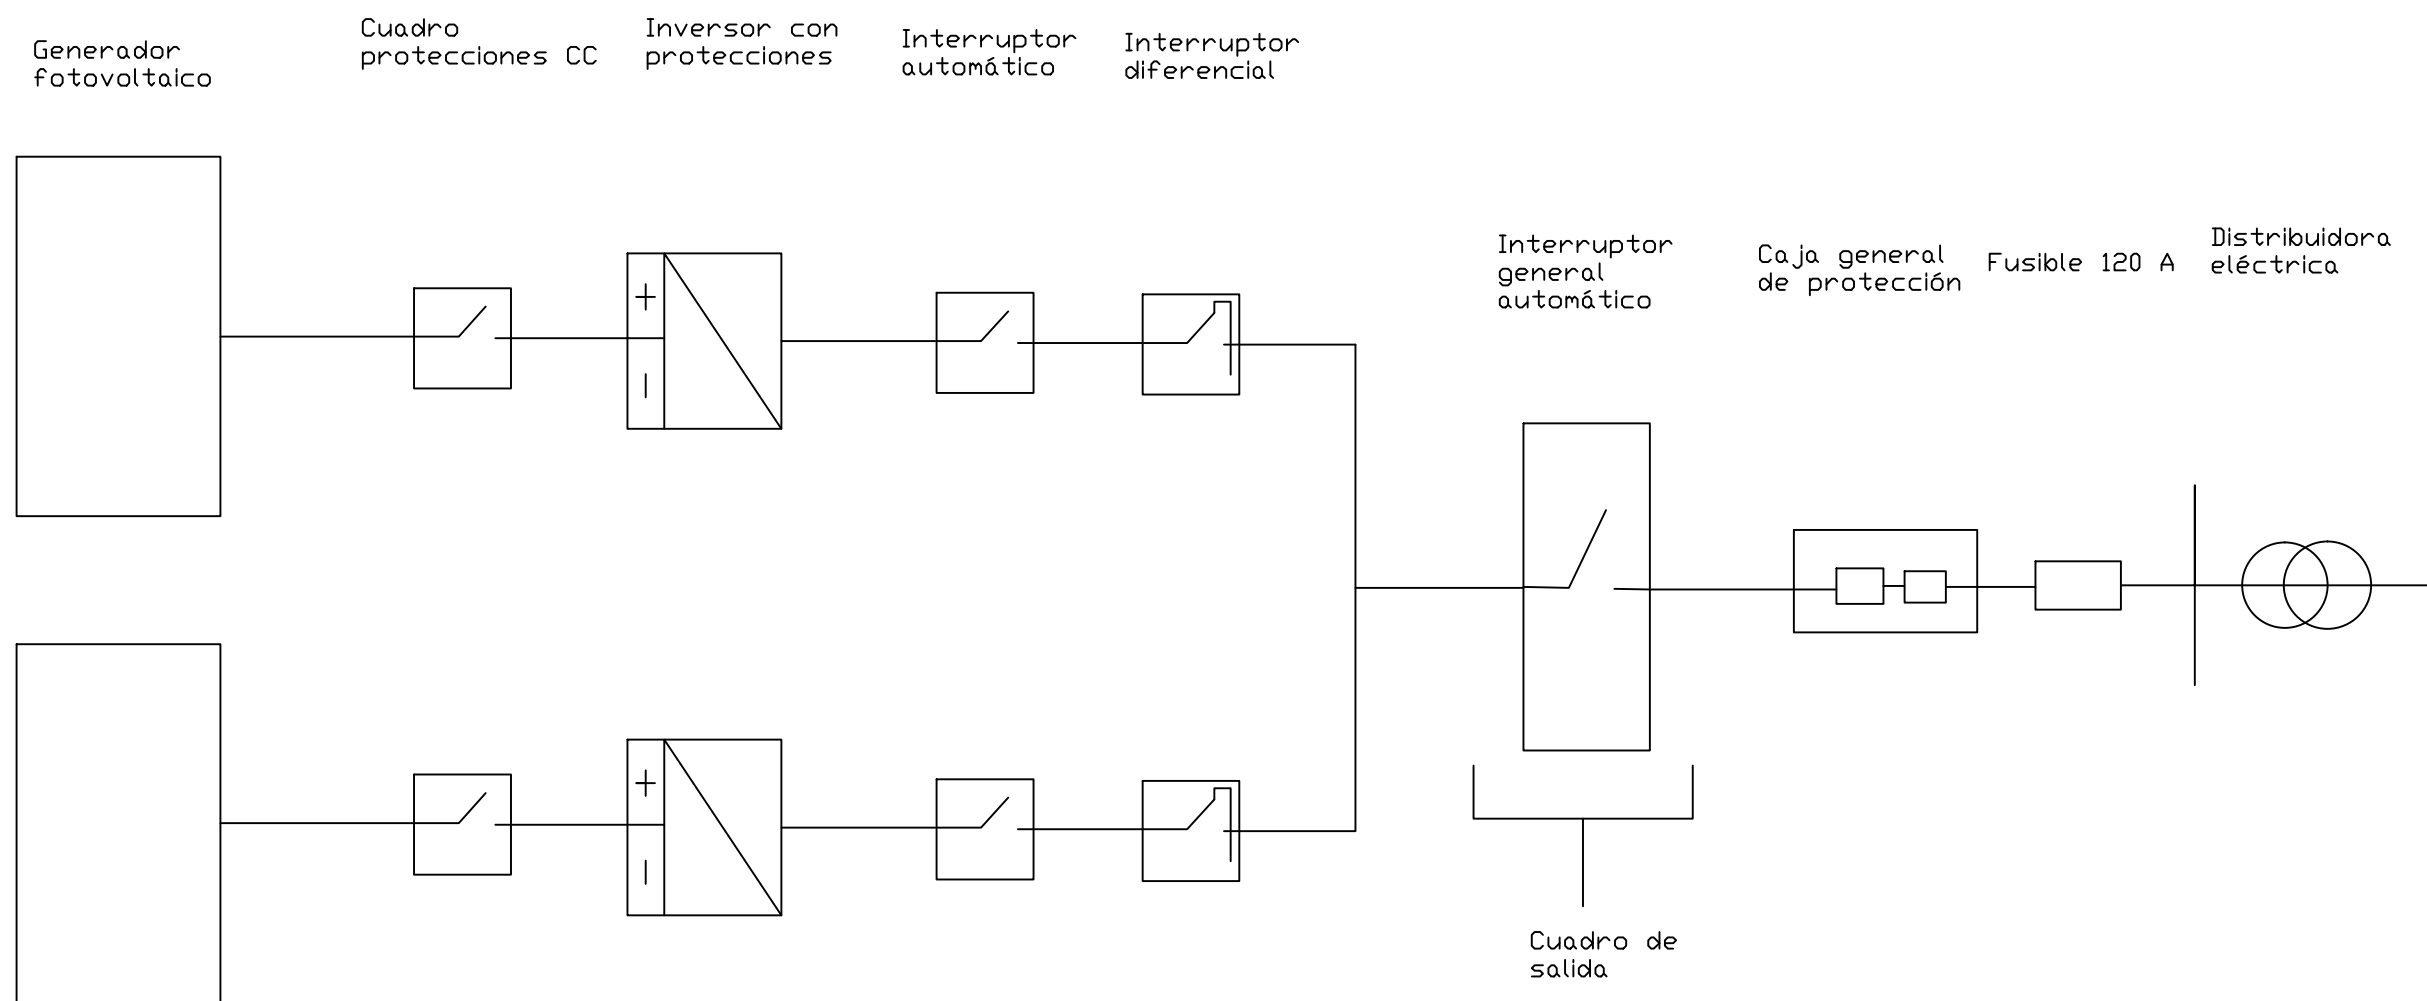 Generador
fotovoltaico
Cuadro
protecciones CC
Inversor con
protecciones
Interruptor
automático
Interruptor
diferencial
Interruptor
general
automático
Caja general
de protección
Fusible 120 A
Distribuidora
eléctrica
+
-
+
-
Cuadro de
salida